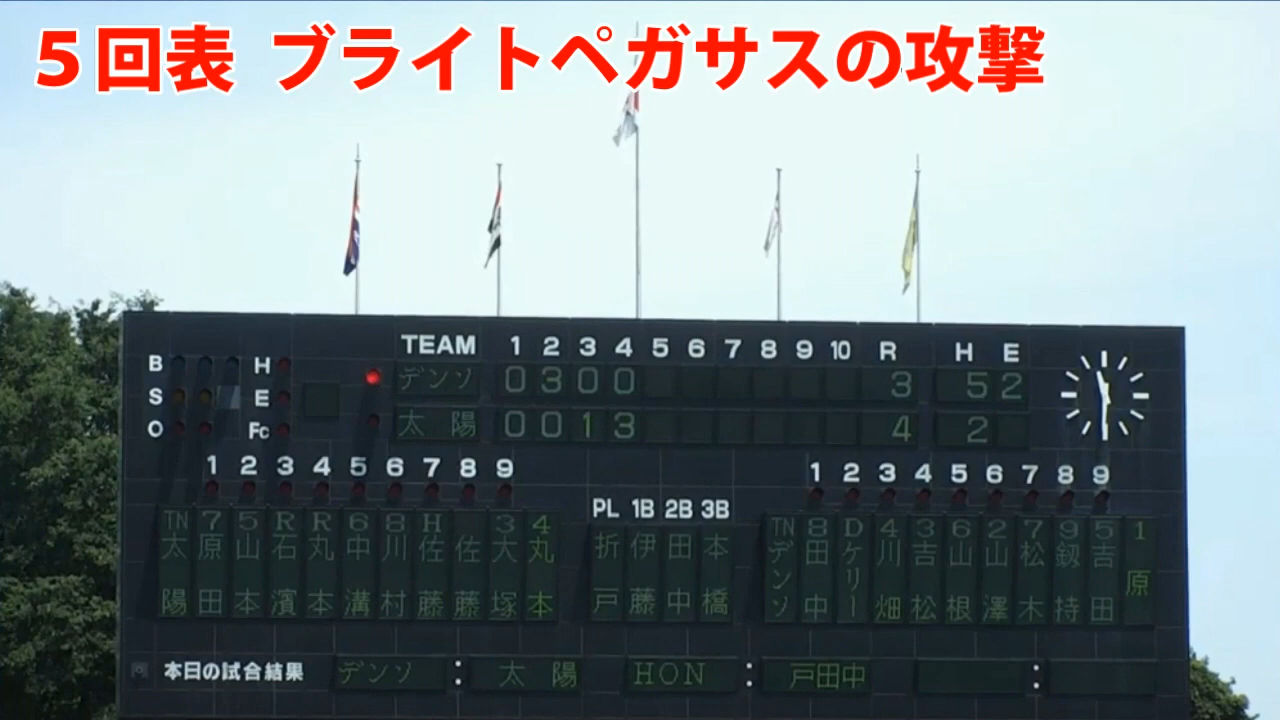 ５回表 ブライトペガサスの攻撃
TEAM 1 2 3 4 5 6 7 8 9 10 R H E
B H デンソ 0 3 0 0 3 5 2
S E
O Fc 太陽 0 0 1 3 4 2
1 2 3 4 5 6 7 8 9
1 2 3 4 5 6 7 8 9
PL 1B 2B 3B
TN 7 5 R R 6 8 H 3 4
太陽 原田 山本 石濱 丸本 中溝 川村 佐藤 佐藤 大塚 丸本
折戸 伊藤 田中 本橋
TN 8 D 4 3 6 2 7 9 5 1
デンソ 田中 ケリー 川畑 吉松 山根 山澤 松木 釼持 吉田 原
本日の試合結果 デンソ : 太陽 HON : 戸田中 :